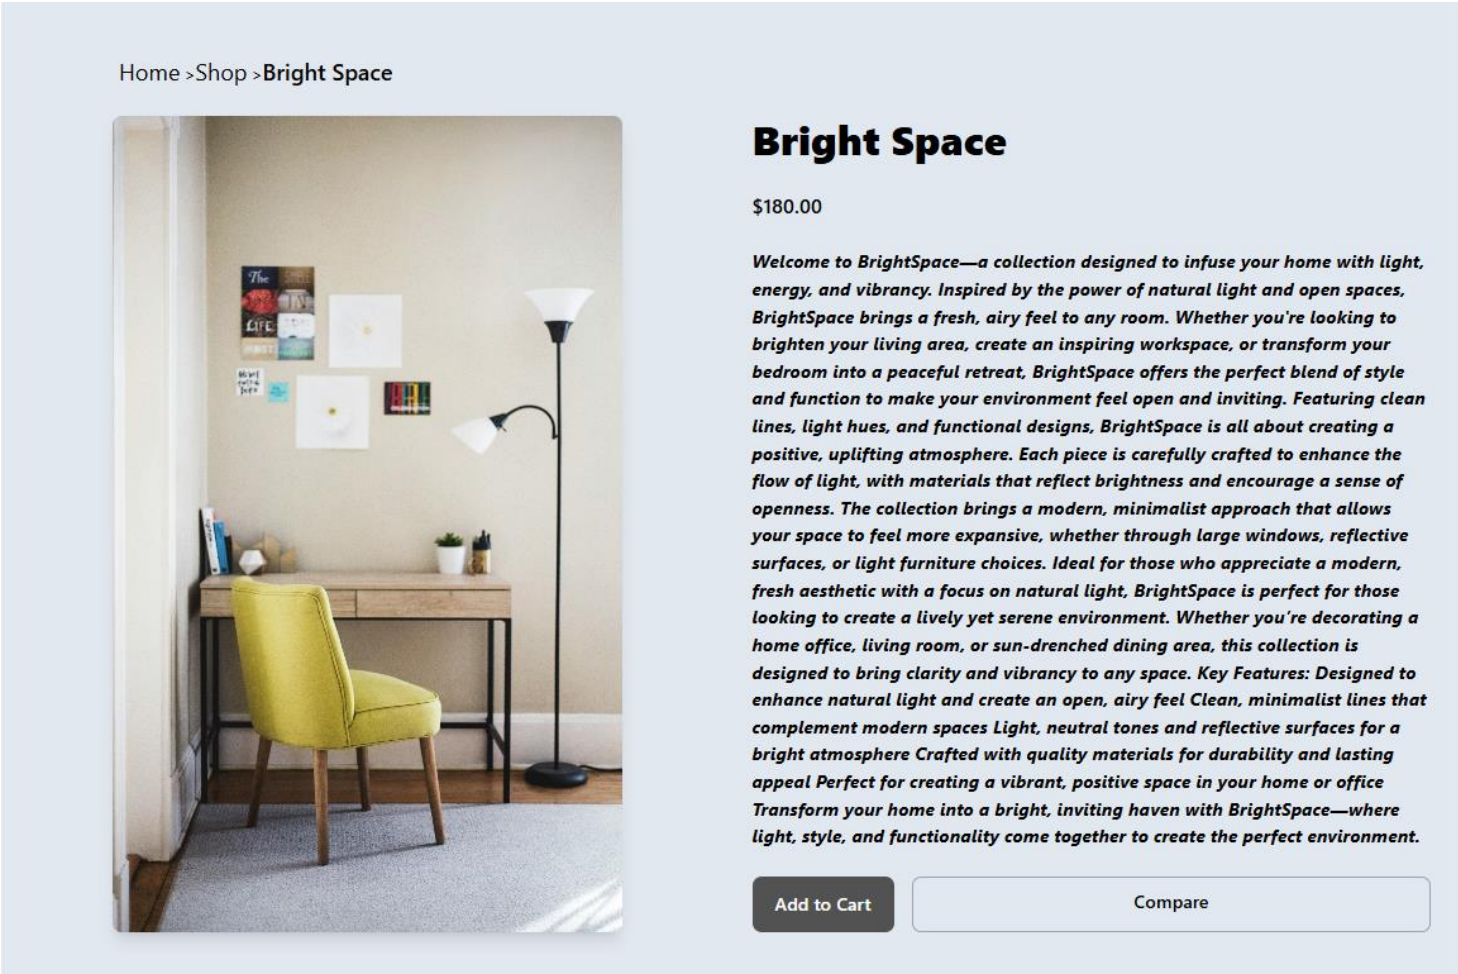 Home >Shop >Bright Space
Bright Space
$180.00
Welcome to BrightSpace—a collection designed to infuse your home with light,
energy, and vibrancy. Inspired by the power of natural light and open spaces,
BrightSpace brings a fresh, airy feel to any room. Whether you're looking to
brighten your living area, create an inspiring workspace, or transform your
bedroom into a peaceful retreat, BrightSpace offers the perfect blend of style
and function to make your environment feel open and inviting. Featuring clean
lines, light hues, and functional designs, BrightSpace is all about creating a
positive, uplifting atmosphere. Each piece is carefully crafted to enhance the
flow of light, with materials that reflect brightness and encourage a sense of
openness. The collection brings a modern, minimalist approach that allows
your space to feel more expansive, whether through large windows, reflective
surfaces, or light furniture choices. Ideal for those who appreciate a modern,
fresh aesthetic with a focus on natural light, BrightSpace is perfect for those
looking to create a lively yet serene environment. Whether you're decorating a
home office, living room, or sun-drenched dining area, this collection is
designed to bring clarity and vibrancy to any space. Key Features: Designed to
enhance natural light and create an open, airy feel Clean, minimalist lines that
complement modern spaces Light, neutral tones and reflective surfaces for a
bright atmosphere Crafted with quality materials for durability and lasting
appeal Perfect for creating a vibrant, positive space in your home or office
Transform your home into a bright, inviting haven with BrightSpace—where
light, style, and functionality come together to create the perfect environment.
Add to Cart
Compare
The
LIFE